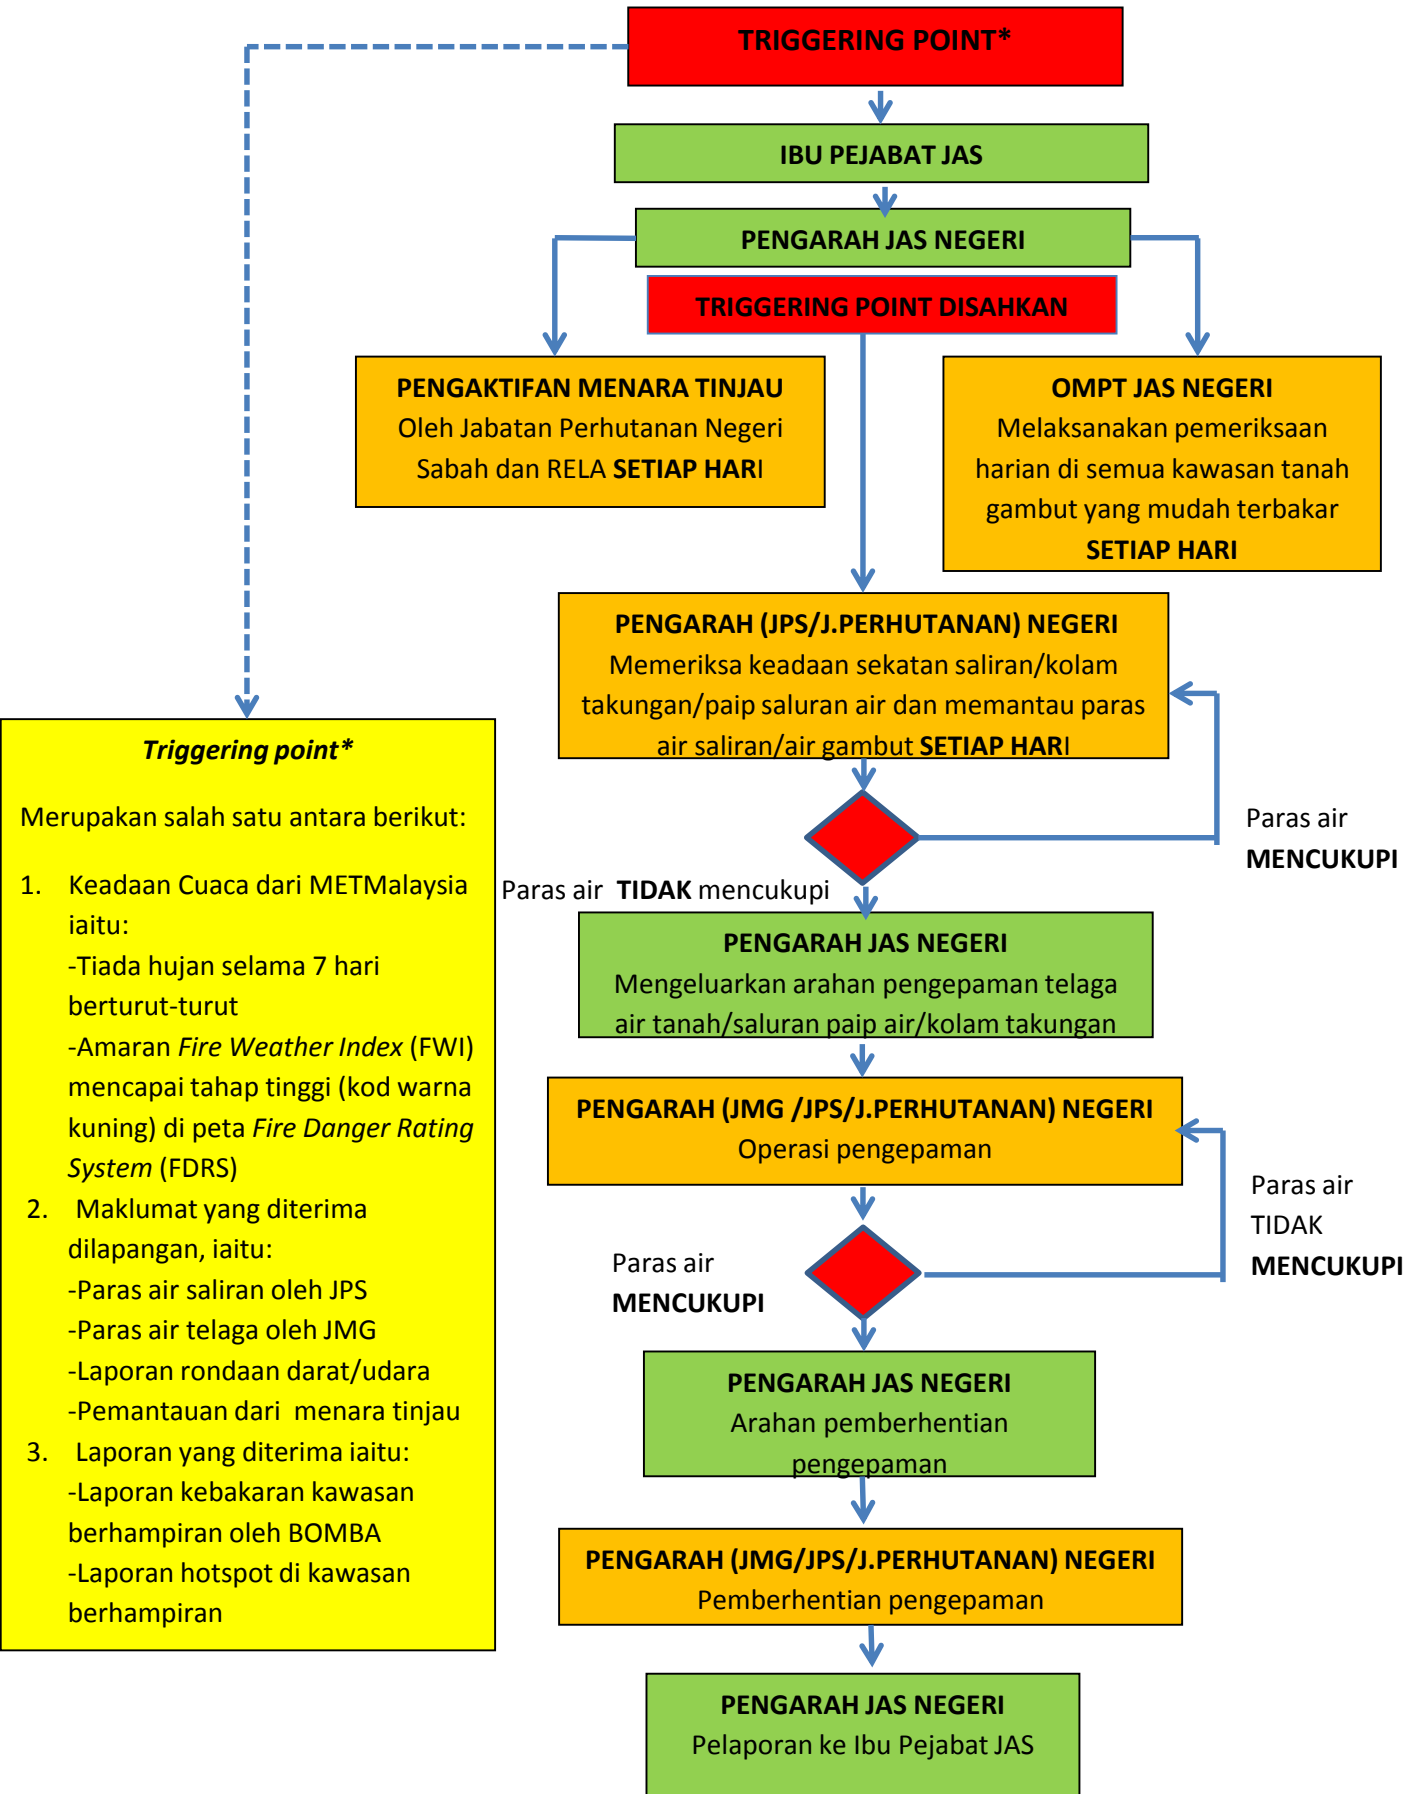 TRIGGERING POINT*
IBU PEJABAT JAS
PENGARAH JAS NEGERI
TRIGGERING POINT DISAHKAN
PENGAKTIFAN MENARA TINJAU
Oleh Jabatan Perhutanan Negeri
Sabah dan RELA SETIAP HARI
OMPT JAS NEGERI
Melaksanakan pemeriksaan
harian di semua kawasan tanah
gambut yang mudah terbakar
SETIAP HARI
PENGARAH (JPS/J.PERHUTANAN) NEGERI
Memeriksa keadaan sekatan saliran/kolam
takungan/paip saluran air dan memantau paras
air saliran/air gambut SETIAP HARI
Paras air
MENCUKUPI
Paras air TIDAK mencukupi
PENGARAH JAS NEGERI
Mengeluarkan arahan pengepaman telaga
air tanah/saluran paip air/kolam takungan
PENGARAH (JMG /JPS/J.PERHUTANAN) NEGERI
Operasi pengepaman
Paras air
TIDAK
MENCUKUPI
Paras air
MENCUKUPI
PENGARAH JAS NEGERI
Arahan pemberhentian
pengepaman
PENGARAH (JMG/JPS/J.PERHUTANAN) NEGERI
Pemberhentian pengepaman
PENGARAH JAS NEGERI
Pelaporan ke Ibu Pejabat JAS
Triggering point*
Merupakan salah satu antara berikut:
1. Keadaan Cuaca dari METMalaysia
iaitu:
-Tiada hujan selama 7 hari
berturut-turut
-Amaran Fire Weather Index (FWI)
mencapai tahap tinggi (kod warna
kuning) di peta Fire Danger Rating
System (FDRS)
2. Maklumat yang diterima
dilapangan, iaitu:
-Paras air saliran oleh JPS
-Paras air telaga oleh JMG
-Laporan rondaan darat/udara
-Pemantauan dari menara tinjau
3. Laporan yang diterima iaitu:
-Laporan kebakaran kawasan
berhampiran oleh BOMBA
-Laporan hotspot di kawasan
berhampiran